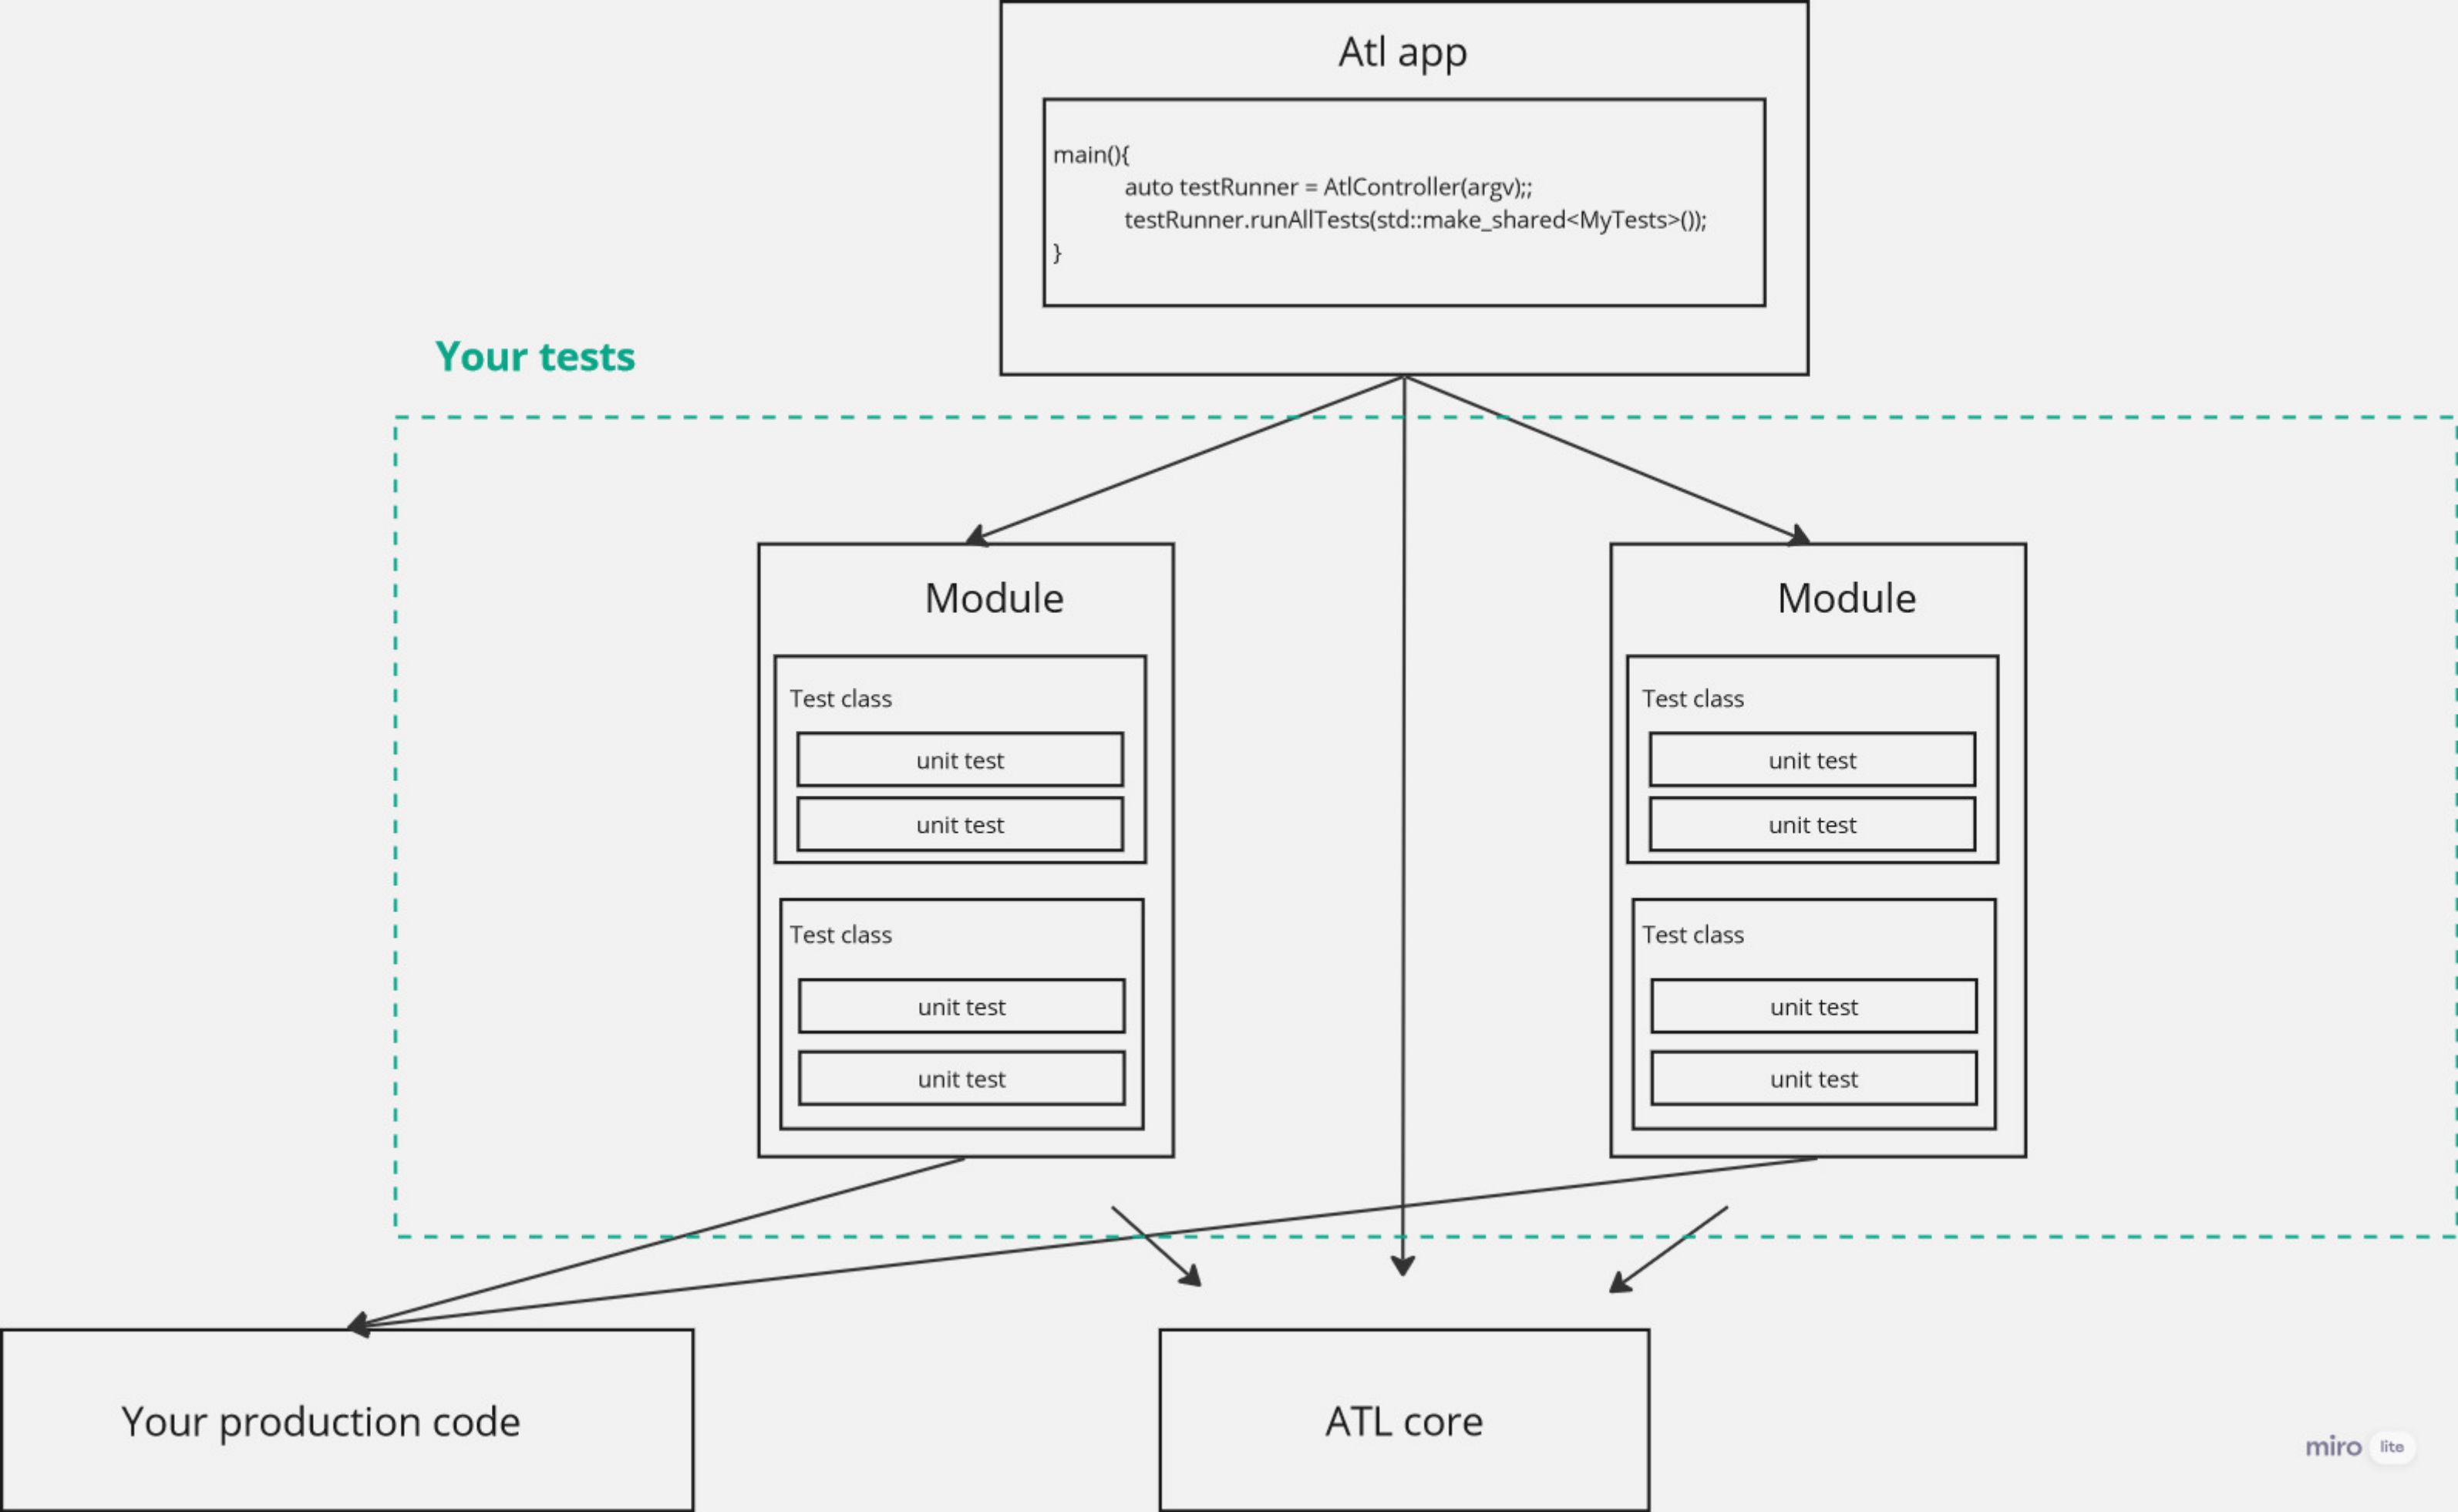 Atl app
main(){
auto testRunner = AtlController(argv);;
testRunner.runAllTests(std::make_shared<MyTests>());
}
Your tests
Module
Test class
unit test
unit test
Test class
unit test
unit test
Module
Test class
unit test
unit test
Test class
unit test
unit test
Your production code
ATL core
miro lite